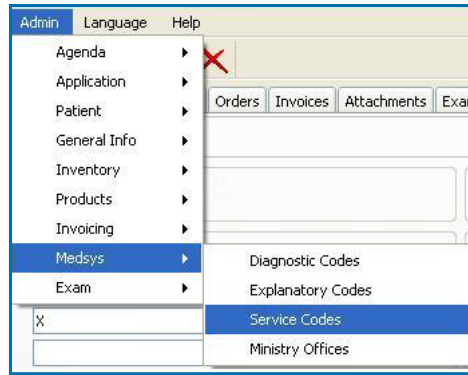 Admin Language Help
Agenda
Application
Patient
General Info
Inventory
Products
Invoicing
Medsys
Exam
Orders Invoices Attachments Exa
Diagnostic Codes
Explanatory Codes
Service Codes
Ministry Offices
X